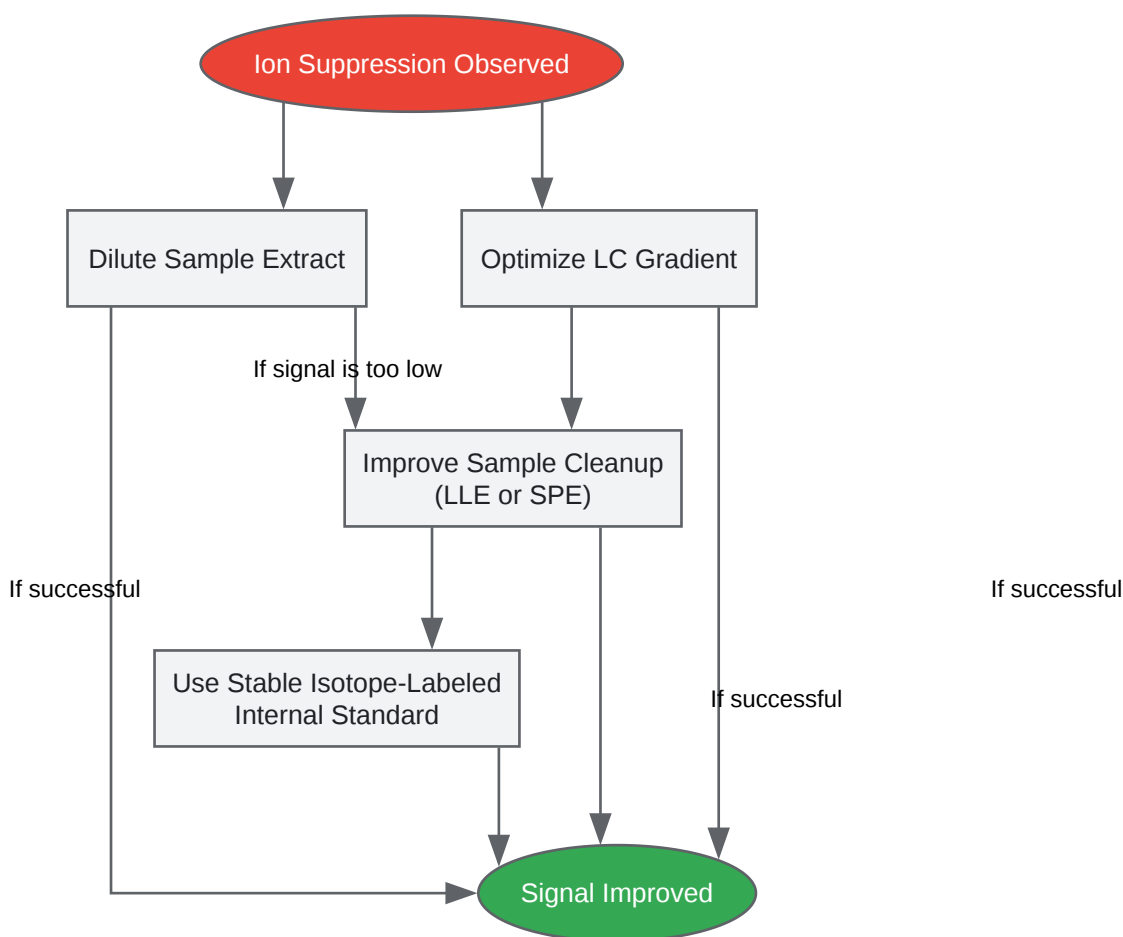 Ion Suppression Observed
Dilute Sample Extract
Optimize LC Gradient
If signal is too low
Improve Sample Cleanup
(LLE or SPE)
If successful
If successful
Use Stable Isotope-Labeled
Internal Standard
If successful
Signal Improved